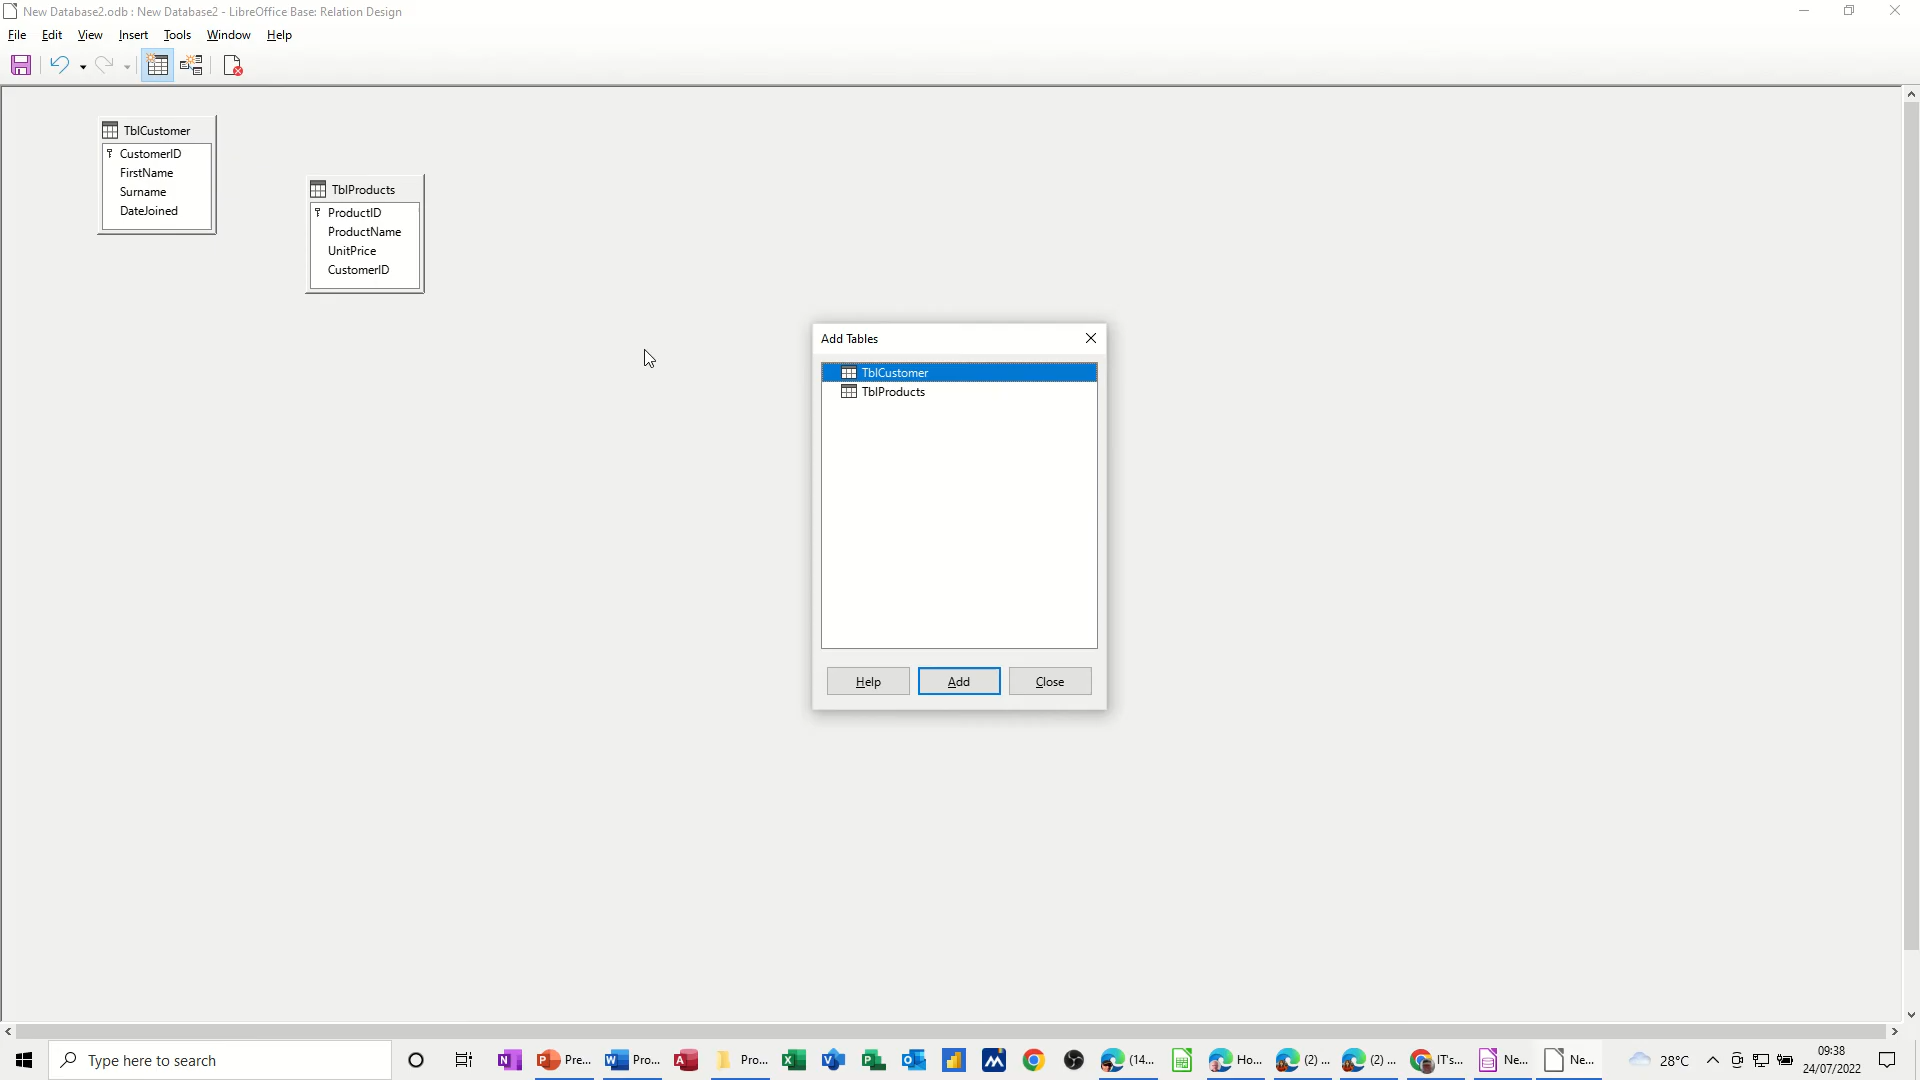 New Database2.odb : New Database2 - LibreOffice Base: Relation Design
File Edit View Insert Tools Window Help
TblCustomer
CustomerID
FirstName
Surname
DateJoined
TblProducts
ProductID
ProductName
UnitPrice
CustomerID
Add Tables
TblCustomer
TblProducts
Help Add Close
Type here to search
Pre... Pro... Pro... (14... Ho... (2) ... (2) ... IT's... Ne... Ne... 28°C
09:38
24/07/2022